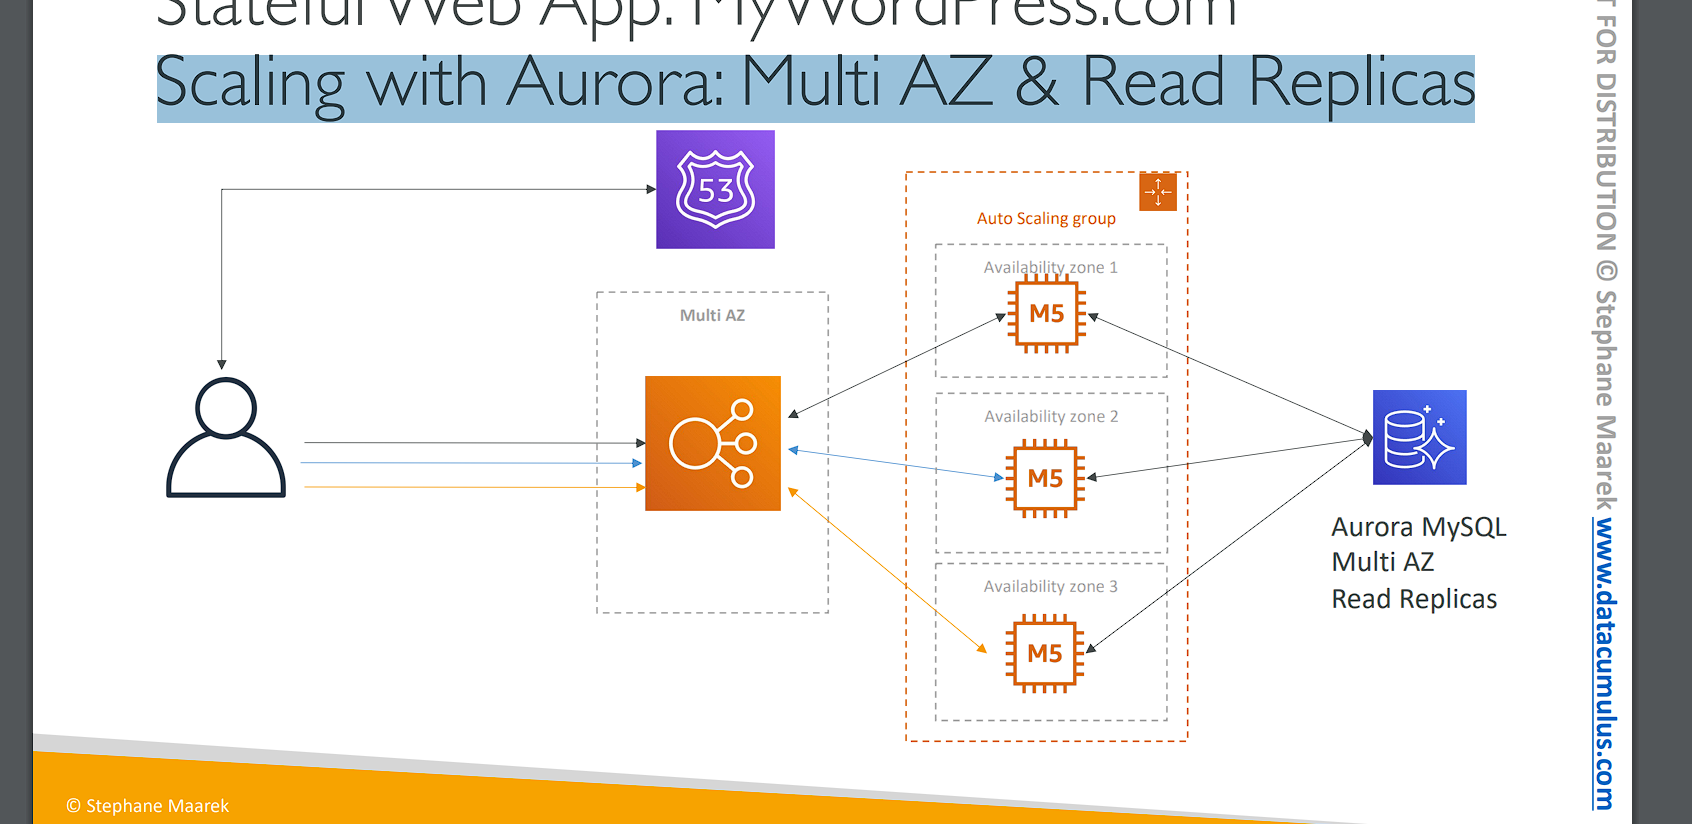 Stateful Web App: MyWordPress.com
Scaling with Aurora: Multi AZ & Read Replicas
53
Auto Scaling group
Availability zone 1
M5
Multi AZ
Availability zone 2
M5
Aurora MySQL
Multi AZ
Read Replicas
Availability zone 3
M5
© Stephane Maarek
T FOR DISTRIBUTION © Stephane Maarek www.datacumulus.com